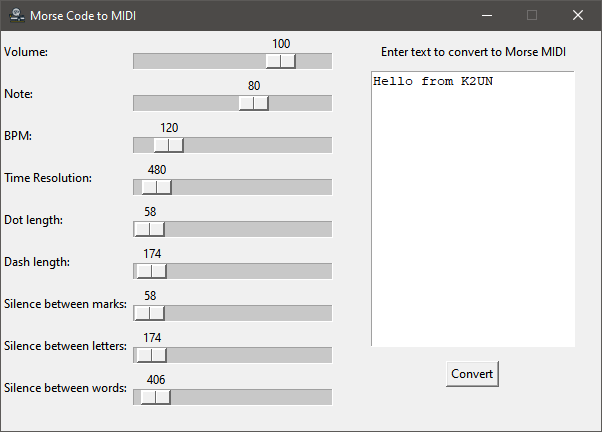 Morse Code to MIDI
Volume:
100
Note:
80
BPM:
120
Time Resolution:
480
Dot length:
58
Dash length:
174
Silence between marks:
58
Silence between letters:
174
Silence between words:
406
Enter text to convert to Morse MIDI
Hello from K2UN
Convert